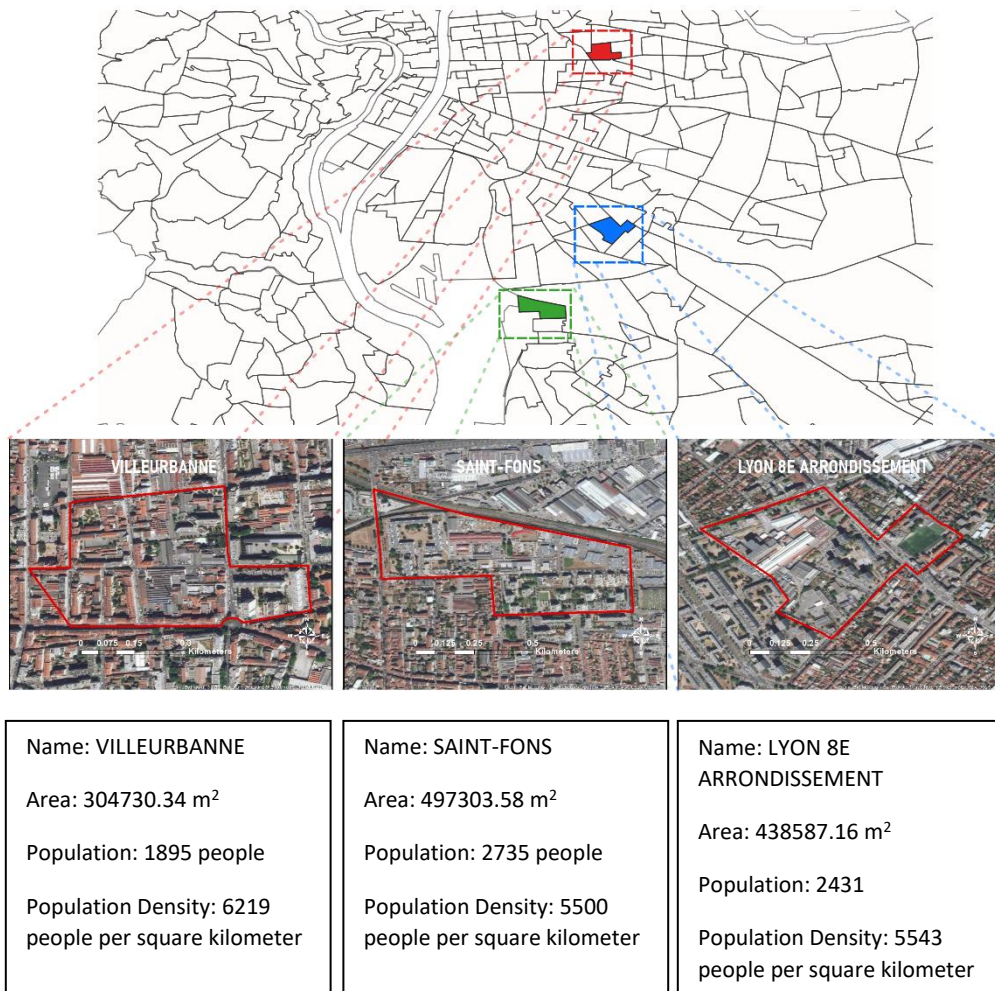 VILLEURBANNE
SAINT-FONS
LYON 8E ARRONDISSEMENT
0 0.075 0.15 0.3
Kilometers
0 0.125 0.25 0.5
Kilometers
0 0.125 0.25 0.5
Kilometers
Name: VILLEURBANNE
Area: 304730.34 m²
Population: 1895 people
Population Density: 6219
people per square kilometer
Name: SAINT-FONS
Area: 497303.58 m²
Population: 2735 people
Population Density: 5500
people per square kilometer
Name: LYON 8E
ARRONDISSEMENT
Area: 438587.16 m²
Population: 2431
Population Density: 5543
people per square kilometer